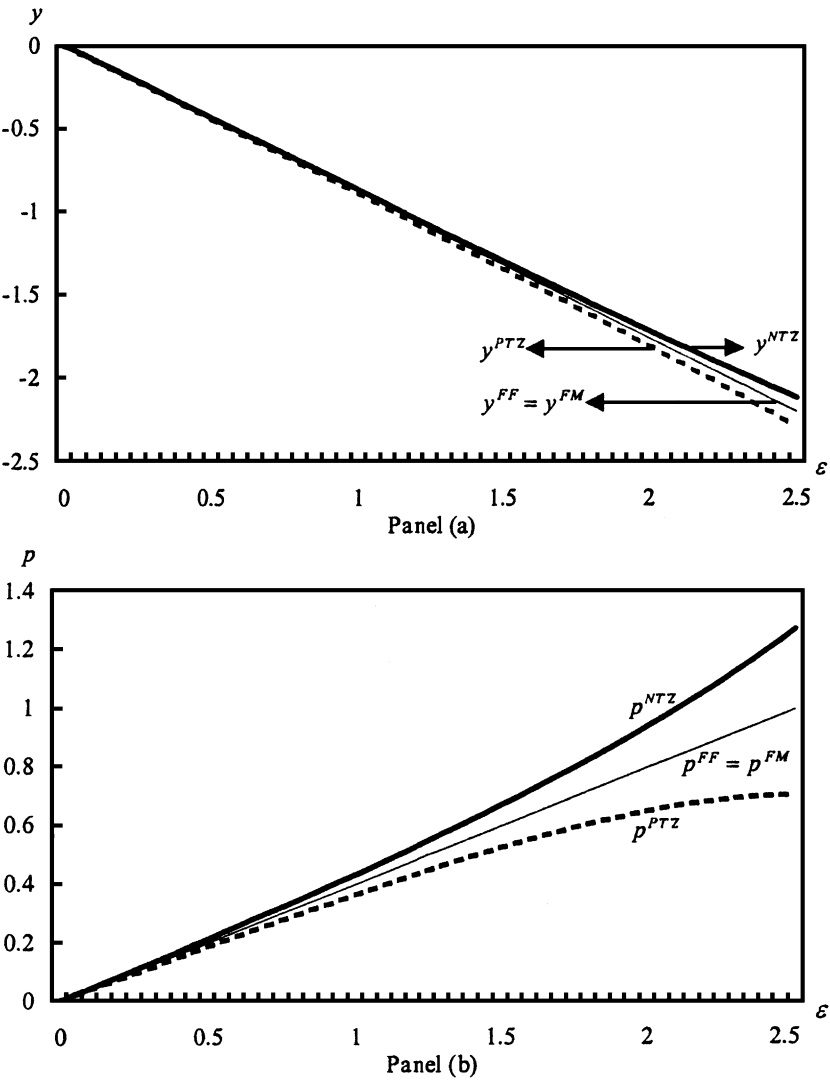 y
0
-0.5
-1
-1.5
-2
-2.5
y^{PTZ}
y^{NTZ}
y^{FF} = y^{FM}
0 0.5 1 1.5 2 2.5
ε
Panel (a)
p
1.4
1.2
1
0.8
0.6
0.4
0.2
0
p^{NTZ}
p^{FF} = p^{FM}
p^{PTZ}
0 0.5 1 1.5 2 2.5
ε
Panel (b)